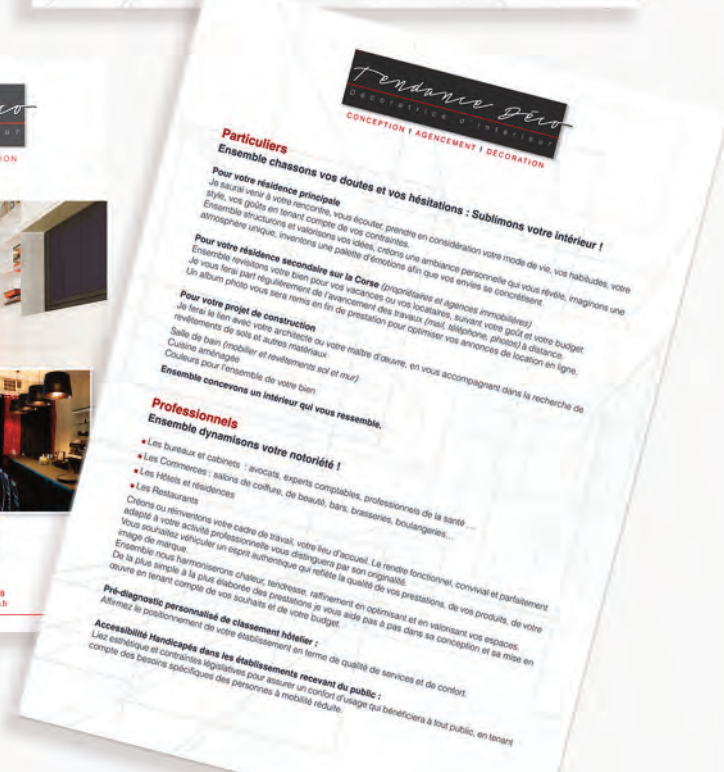 Tendance Déco
Décoratrice d'intérieur
CONCEPTION I AGENCEMENT I DÉCORATION
Particuliers
Ensemble chassons vos doutes et vos hésitations : Sublimons votre intérieur !
Pour votre résidence principale
Je saurai venir à votre rencontre, vous écouter, prendre en considération votre mode de vie, vos habitudes, votre
style, vos goûts en tenant compte de vos contraintes.
Ensemble structurons et valorisons vos idées, créons une ambiance personnelle qui vous révèle, imaginons une
atmosphère unique, inventons une palette d'émotions afin que vos envies se concrétisent.
Pour votre résidence secondaire sur la Corse (propriétaires et agences immobilières)
Ensemble revisitons votre bien pour vos vacances ou vos locataires, suivant votre goût et votre budget.
Je vous ferai part régulièrement de l'avancement des travaux (mail, téléphone, photos) à distance.
Un album photo vous sera remis en fin de prestation pour optimiser vos annonces de location en ligne.
Pour votre projet de construction
Je ferai le lien avec votre architecte ou votre maître d'œuvre, en vous accompagnant dans la recherche de
revêtements de sols et autres matériaux
Salle de bain (mobilier et revêtements sol et mur)
Cuisine aménagée
Couleurs pour l'ensemble de votre bien
Ensemble concevons un intérieur qui vous ressemble.
Professionnels
Ensemble dynamisons votre notoriété !
• Les bureaux et cabinets : avocats, experts comptables, professionnels de la santé ...
• Les Commerces : salons de coiffure, de beauté, bars, brasseries, boulangeries...
• Les Hôtels et résidences
• Les Restaurants
Créons ou réinventons votre cadre de travail, votre lieu d'accueil. Le rendre fonctionnel, convivial et parfaitement
adapté à votre activité professionnelle vous distinguera par son originalité.
Vous souhaitez véhiculer un esprit authentique qui reflète la qualité de vos prestations, de vos produits, de votre
image de marque.
Ensemble nous harmoniserons chaleur, tendresse, raffinement en optimisant et en valorisant vos espaces.
De la plus simple à la plus élaborée des prestations je vous aide pas à pas dans sa conception et sa mise en
œuvre en tenant compte de vos souhaits et de votre budget.
Pré-diagnostic personnalisé de classement hôtelier :
Affirmez le positionnement de votre établissement en terme de qualité de services et de confort.
Accessibilité Handicapés dans les établissements recevant du public :
Liez esthétique et contraintes législatives pour assurer un confort d'usage qui bénéficiera à tout public, en tenant
compte des besoins spécifiques des personnes à mobilité réduite.